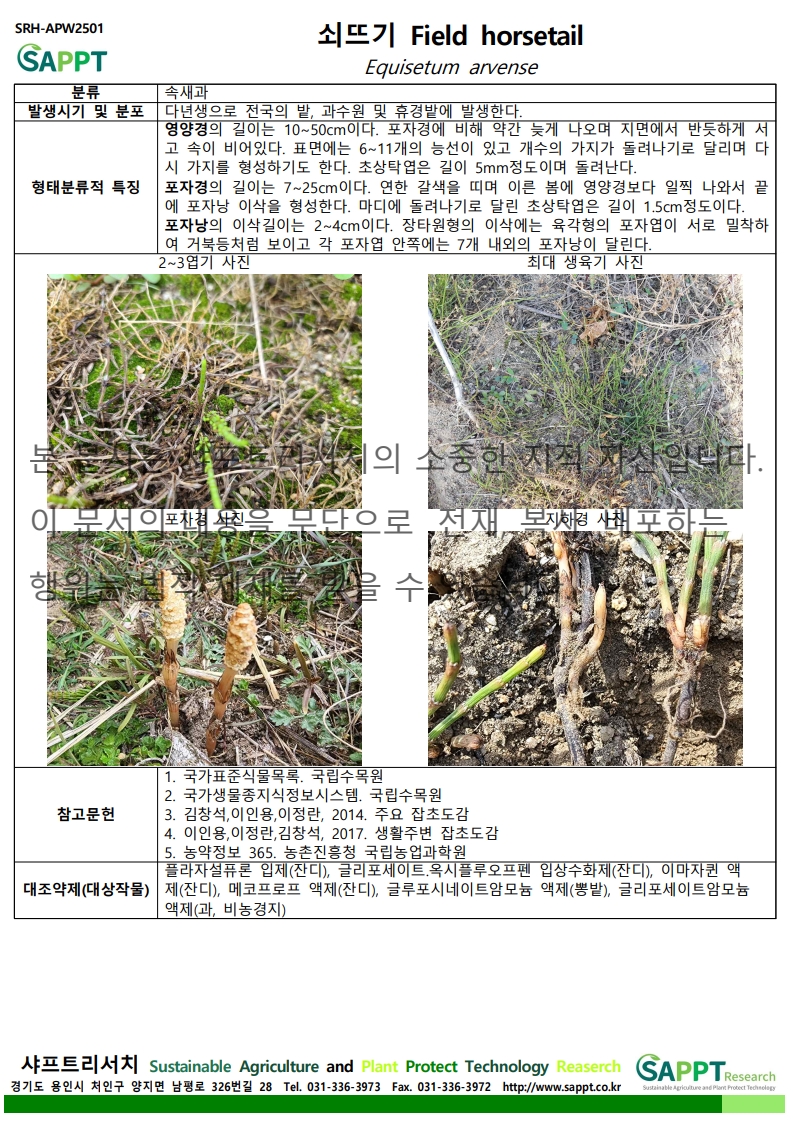 SRH-APW2501
쇠뜨기 Field horsetail
SAPPT
Equisetum arvense
분류 속새과
발생시기 및 분포 다년생으로 전국의 밭, 과수원 및 휴경밭에 발생한다.
형태분류적 특징
영양경의 길이는 10~50cm이다. 포자경에 비해 약간 늦게 나오며 지면에서 반듯하게 서
고 속이 비어있다. 표면에는 6~11개의 능선이 있고 개수의 가지가 돌려나기로 달리며 다
시 가지를 형성하기도 한다. 초상탁엽은 길이 5mm정도이며 돌려난다.
포자경의 길이는 7~25cm이다. 연한 갈색을 띠며 이른 봄에 영양경보다 일찍 나와서 끝
에 포자낭 이삭을 형성한다. 마디에 돌려나기로 달린 초상탁엽은 길이 1.5cm정도이다.
포자낭의 이삭길이는 2~4cm이다. 장타원형의 이삭에는 육각형의 포자엽이 서로 밀착하
여 거북등처럼 보이고 각 포자엽 안쪽에는 7개 내외의 포자낭이 달린다.
2~3엽기 사진 최대 생육기 사진
본 의 소중한 지적 자산입니다.
포자경 사진 지하경 사진
이 문서의 내용을 무단으로 전재, 복 배포하는
행위는 법적 제재를 받을 수
참고문헌
1. 국가표준식물목록. 국립수목원
2. 국가생물종지식정보시스템. 국립수목원
3. 김창석,이인용,이정란, 2014. 주요 잡초도감
4. 이인용,이정란,김창석, 2017. 생활주변 잡초도감
5. 농약정보 365. 농촌진흥청 국립농업과학원
대조약제(대상작물)
플라자설퓨론 입제(잔디), 글리포세이트.옥시플루오프펜 입상수화제(잔디), 이마자퀸 액
제(잔디), 메코프로프 액제(잔디), 글루포시네이트암모늄 액제(뽕밭), 글리포세이트암모늄
액제(과, 비농경지)
샤프트리서치 Sustainable Agriculture and Plant Protect Technology Reaserch
SAPPT Research
경기도 용인시 처인구 양지면 남평로 326번길 28 Tel. 031-336-3973 Fax. 031-336-3972 http://www.sappt.co.kr
Sustainable Agriculture and Plant Protect Technology